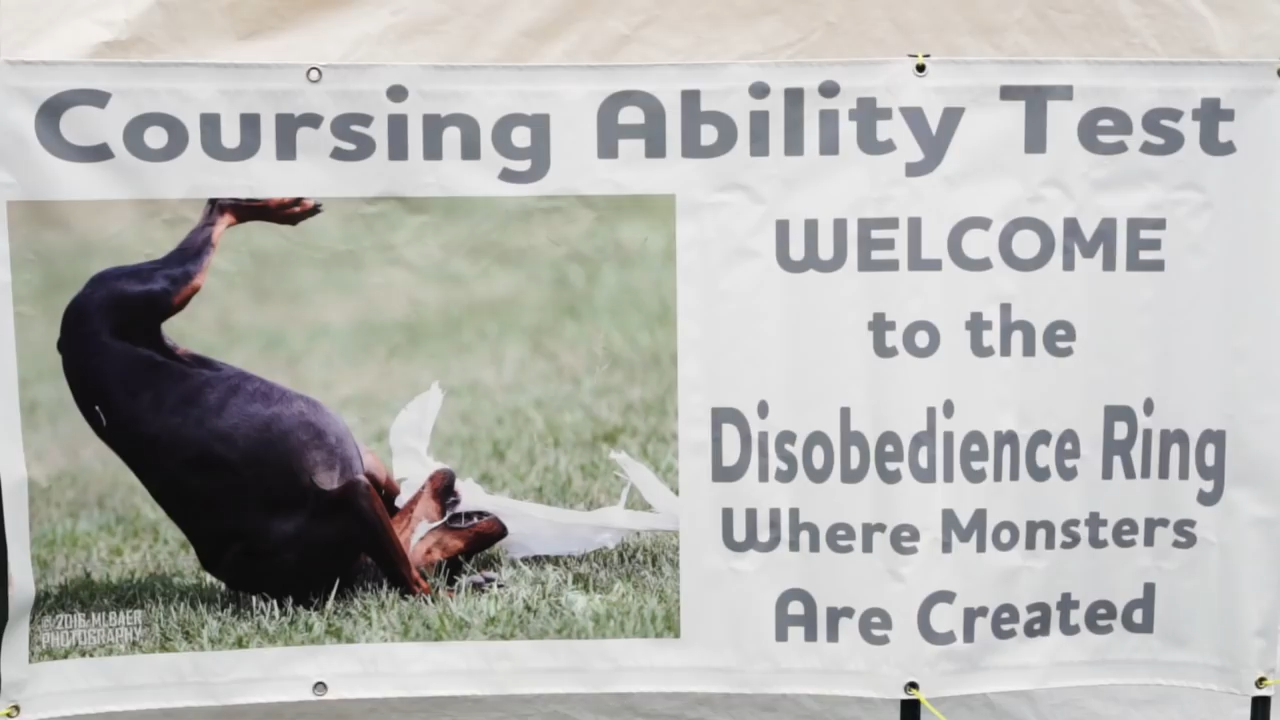 Coursing Ability Test
WELCOME
to the
Disobedience Ring
Where Monsters
Are Created
© 2016 MLBAER
PHOTOGRAPHY